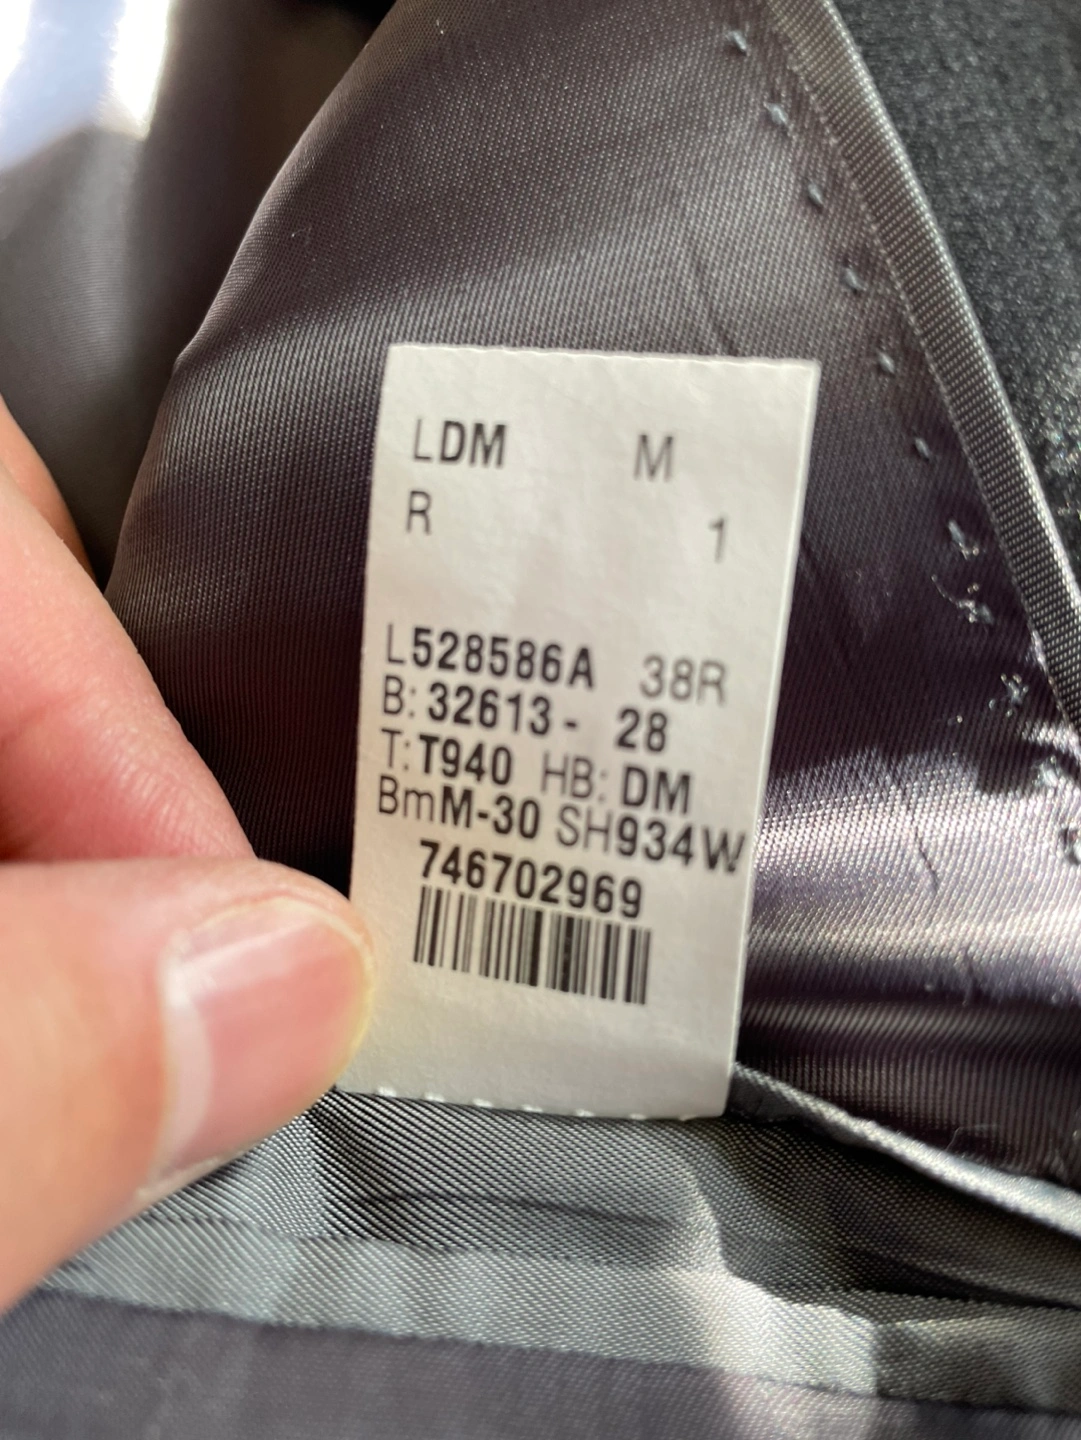 LDM M
R 1
L528586A 38R
B: 32613- 28
T: T940 HB: DM
BmM-30 SH934W
746702969